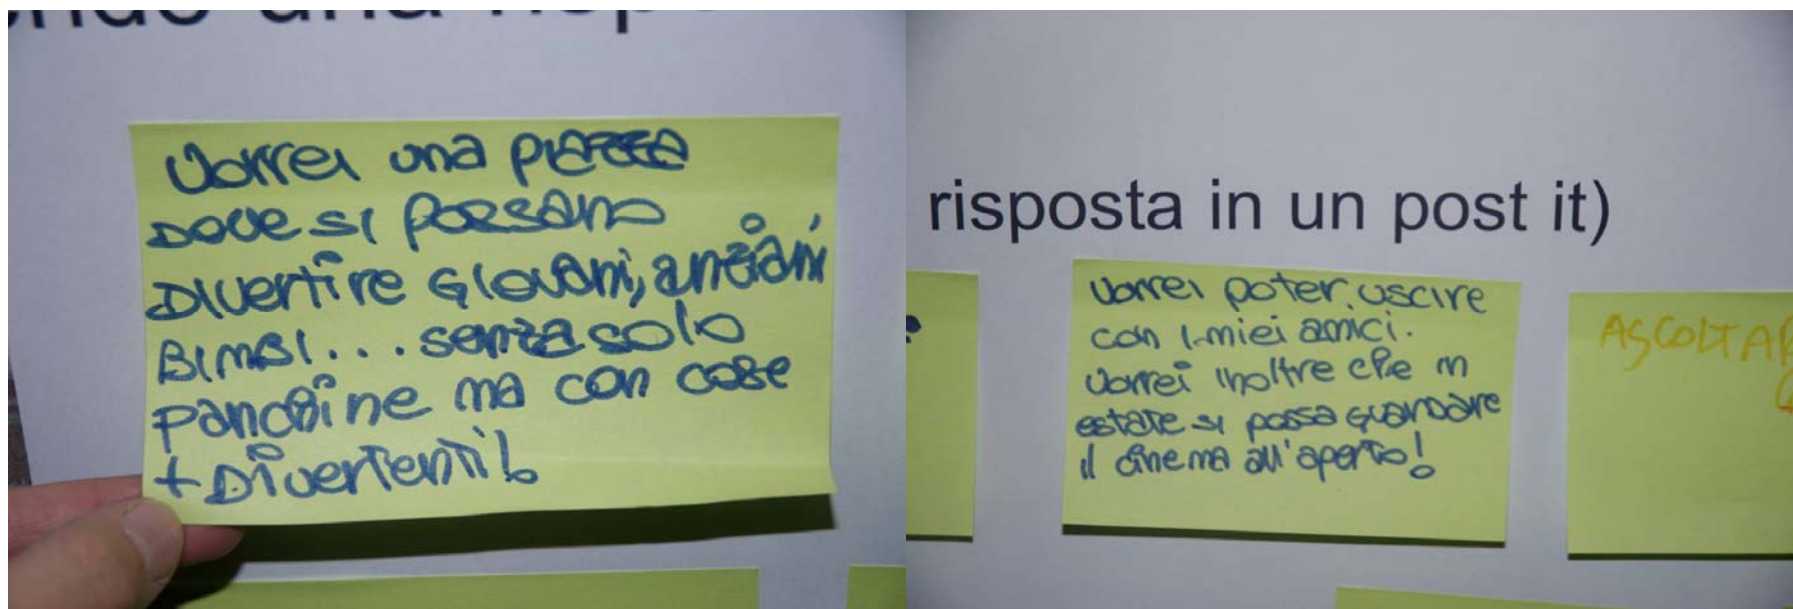 Vorrei una piazza
DOVE SI POSSANO
DIVERTIRE GIOVANI, anziani
BIMBI... senza solo
panchine ma con cose
+ DIVERTENTI!
risposta in un post it)
Vorrei poter uscire
con i miei amici.
Vorrei inoltre che in
estate si possa guardare
il cinema all'aperto!